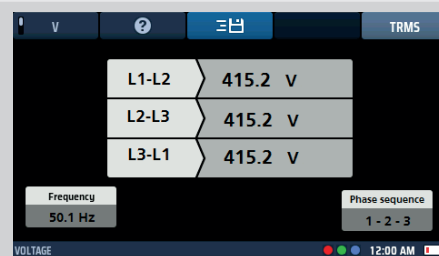 V ? TRMS
L1-L2 415.2 V
L2-L3 415.2 V
L3-L1 415.2 V
Frequency
50.1 Hz
Phase sequence
1 - 2 - 3
VOLTAGE 12:00 AM